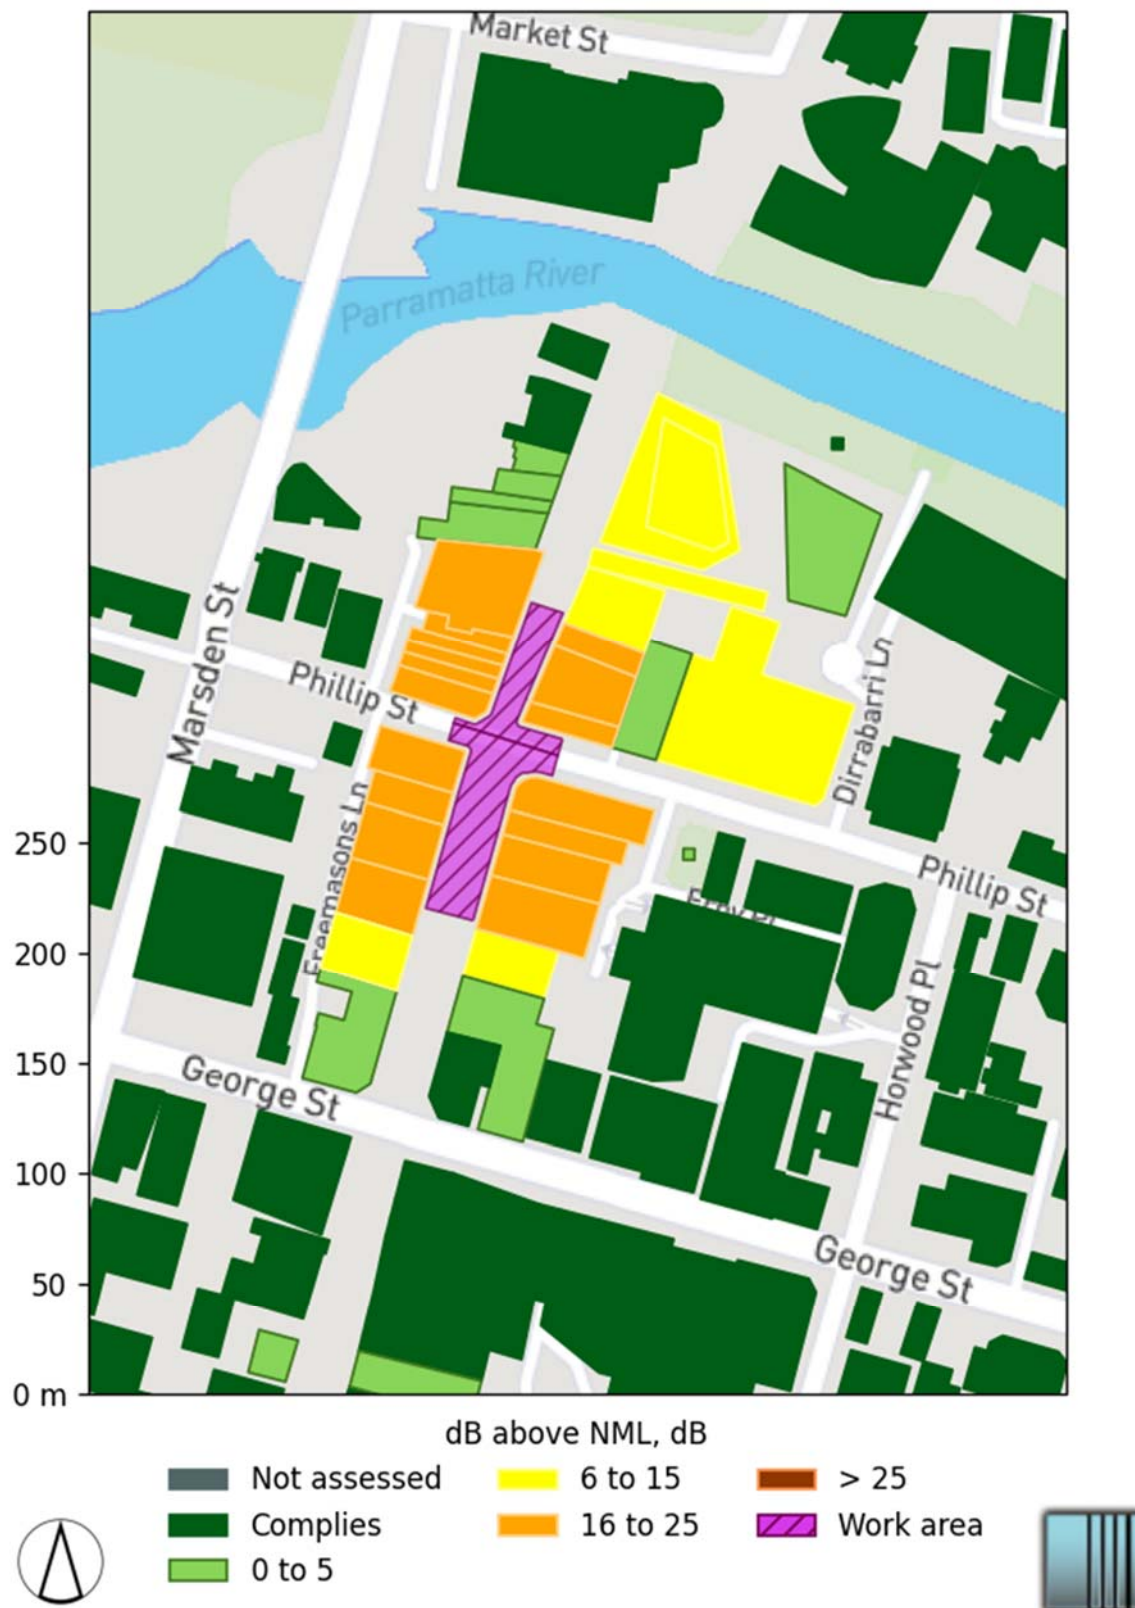 Market St
Parramatta River
Marsden St
Phillip St
Dirrabarri Ln
Freemasons Ln
Phillip St
Erby Pl
Horwood Pl
George St
George St
250
200
150
100
50
0 m
dB above NML, dB
Not assessed
6 to 15
> 25
Complies
16 to 25
Work area
0 to 5